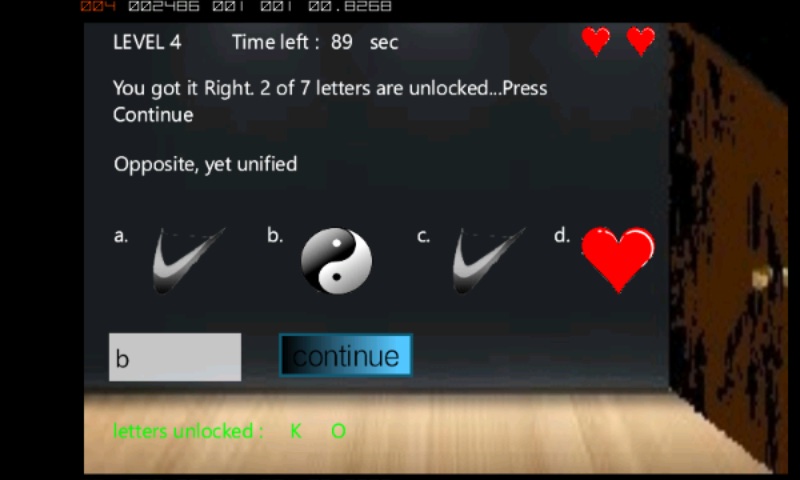 004 002486 001 001 00.8268
LEVEL 4 Time left : 89 sec
You got it Right. 2 of 7 letters are unlocked...Press
Continue
Opposite, yet unified
a. b. c. d.
b continue
letters unlocked : K O